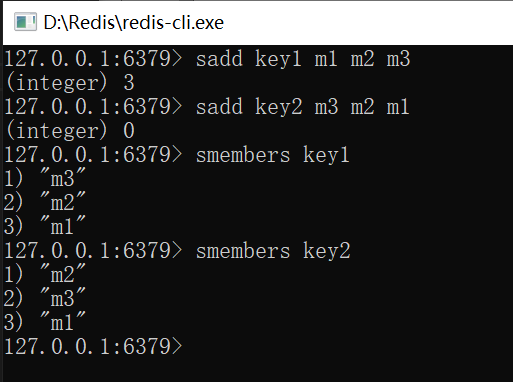 D:\Redis\redis-cli.exe
127.0.0.1:6379> sadd key1 m1 m2 m3
(integer) 3
127.0.0.1:6379> sadd key2 m3 m2 m1
(integer) 0
127.0.0.1:6379> smembers key1
1) "m3"
2) "m2"
3) "m1"
127.0.0.1:6379> smembers key2
1) "m2"
2) "m3"
3) "m1"
127.0.0.1:6379>